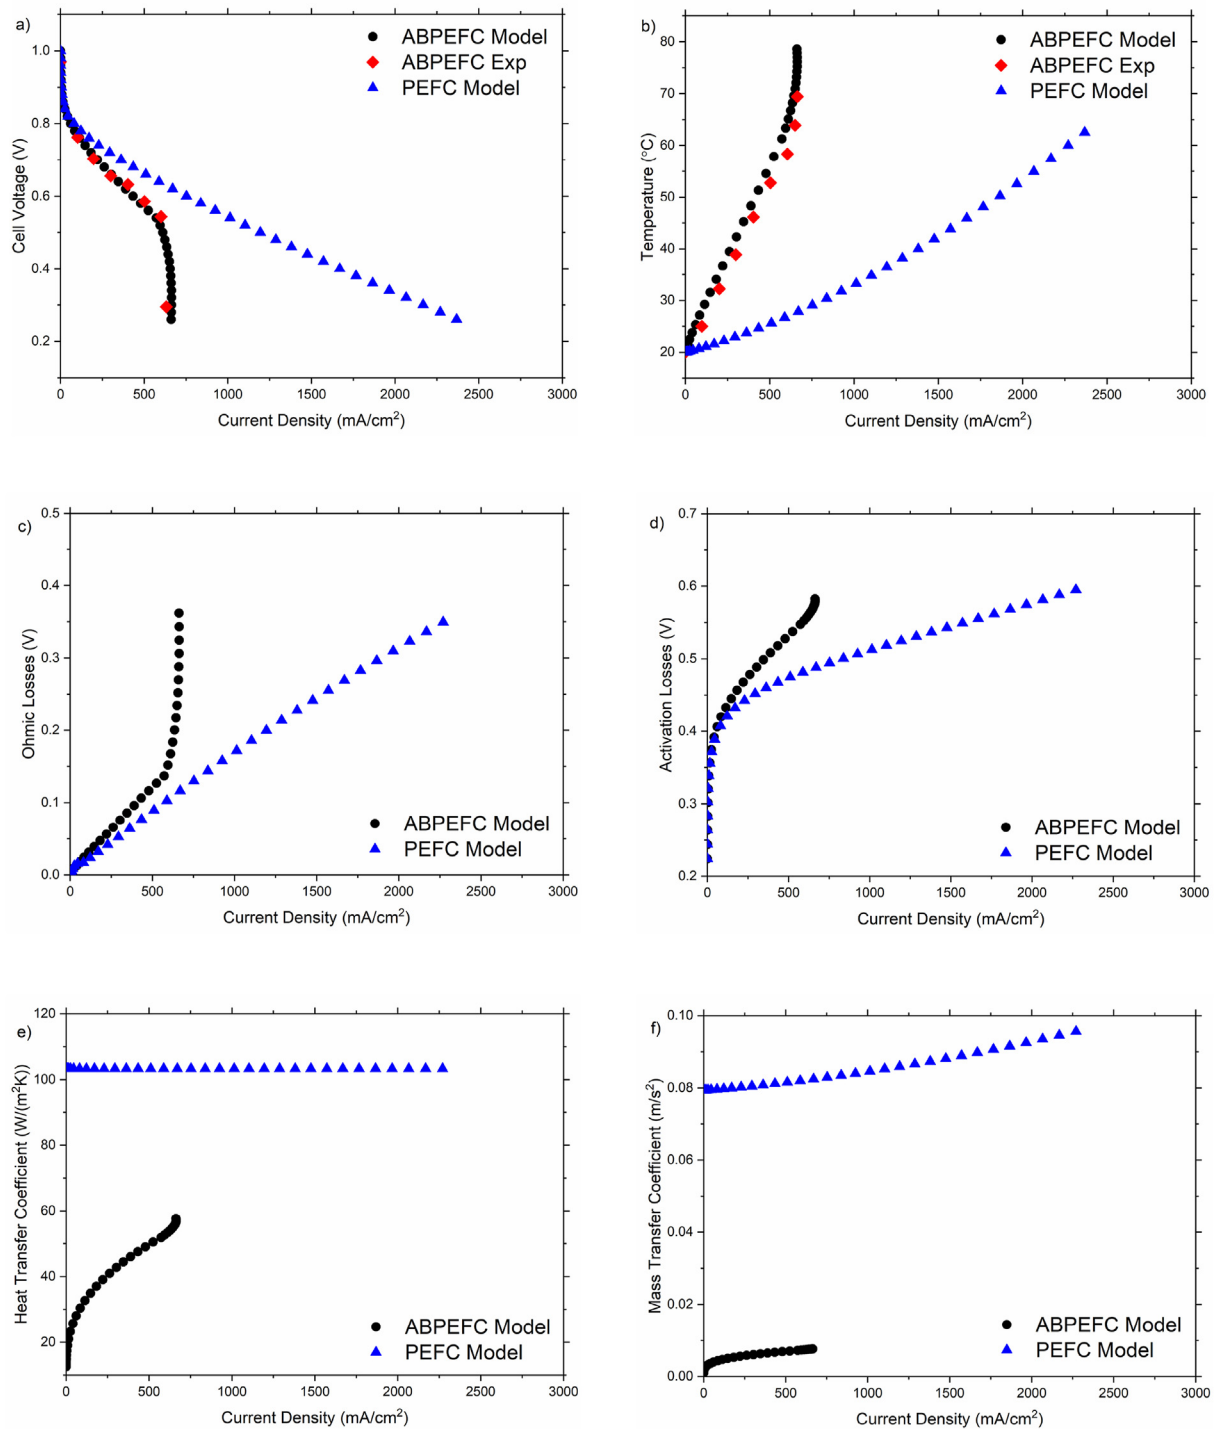 a)
ABPEFC Model
ABPEFC Exp
PEFC Model
1.0
0.8
0.6
0.4
0.2
Cell Voltage (V)
0 500 1000 1500 2000 2500 3000
Current Density (mA/cm²)
b)
ABPEFC Model
ABPEFC Exp
PEFC Model
80
70
60
50
40
30
20
Temperature (°C)
0 500 1000 1500 2000 2500 3000
Current Density (mA/cm²)
c)
0.5
0.4
0.3
0.2
0.1
0.0
Ohmic Losses (V)
ABPEFC Model
PEFC Model
0 500 1000 1500 2000 2500 3000
Current Density (mA/cm²)
d)
0.7
0.6
0.5
0.4
0.3
0.2
Activation Losses (V)
ABPEFC Model
PEFC Model
0 500 1000 1500 2000 2500 3000
Current Density (mA/cm²)
e)
120
100
80
60
40
20
Heat Transfer Coefficient (W/(m²K))
ABPEFC Model
PEFC Model
0 500 1000 1500 2000 2500 3000
Current Density (mA/cm²)
f)
0.10
0.08
0.06
0.04
0.02
0.00
Mass Transfer Coefficient (m/s²)
ABPEFC Model
PEFC Model
0 500 1000 1500 2000 2500 3000
Current Density (mA/cm²)